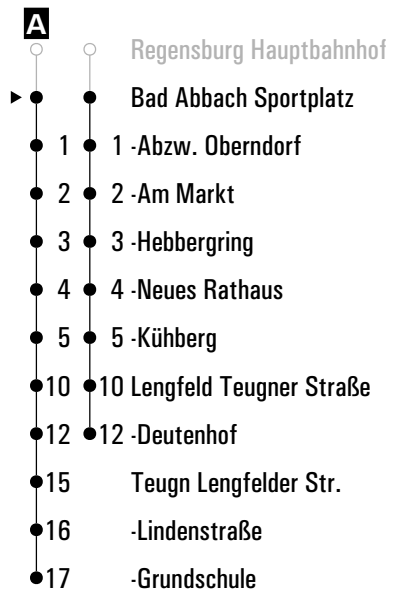 A
Regensburg Hauptbahnhof
Bad Abbach Sportplatz
1 1 -Abzw. Oberndorf
2 2 -Am Markt
3 3 -Hebbergring
4 4 -Neues Rathaus
5 5 -Kühberg
10 10 Lengfeld Teugner Straße
12 12 -Deutenhof
15 Teugn Lengfelder Str.
16 -Lindenstraße
17 -Grundschule